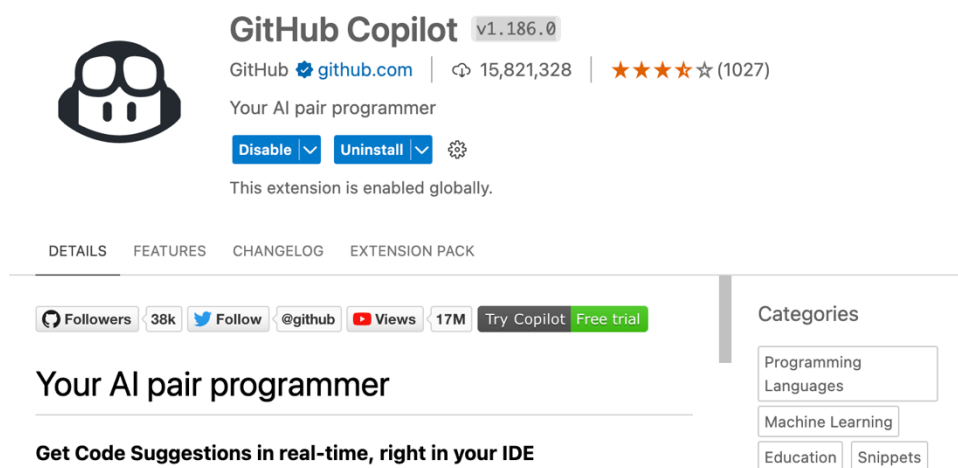 GitHub Copilot v1.186.0
GitHub github.com 15,821,328 (1027)
Your AI pair programmer
Disable Uninstall
This extension is enabled globally.
DETAILS FEATURES CHANGELOG EXTENSION PACK
Followers 38k Follow @github Views 17M Try Copilot Free trial
Your AI pair programmer
Get Code Suggestions in real-time, right in your IDE
Categories
Programming
Languages
Machine Learning
Education Snippets